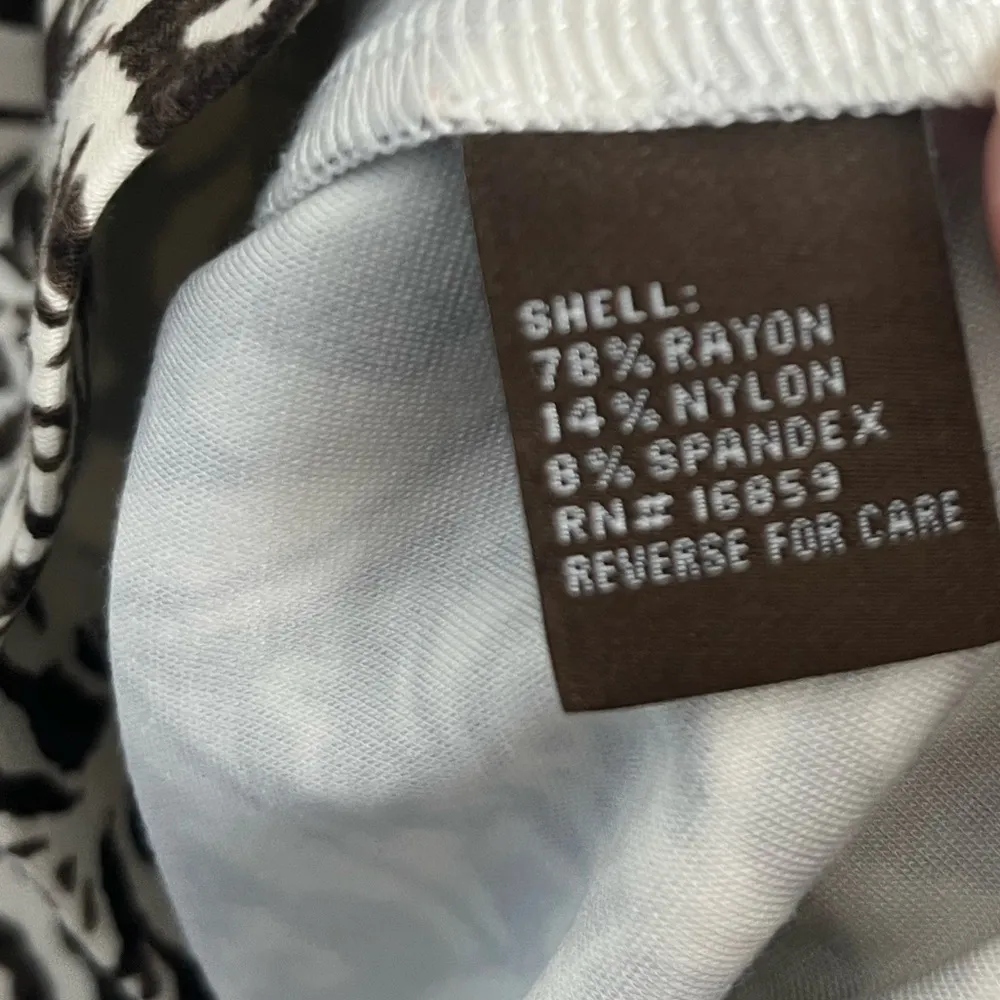 SHELL:
78% RAYON
14% NYLON
8% SPANDEX
RN# 16859
REVERSE FOR CARE